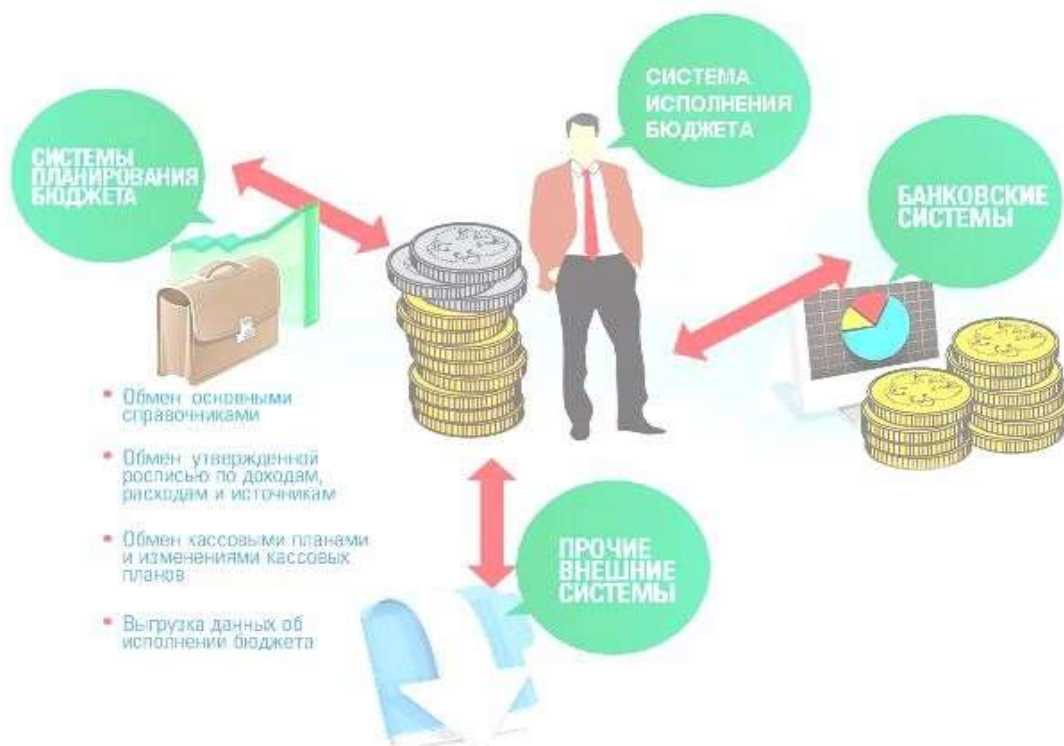 СИСТЕМА
ИСПОЛНЕНИЯ
БЮДЖЕТА
СИСТЕМЫ
ПЛАНИРОВАНИЯ
БЮДЖЕТА
БАНКОВСКИЕ
СИСТЕМЫ
• Обмен основными
справочниками
• Обмен утвержденной
росписью по доходам,
расходам и источникам
• Обмен кассовыми планами
и изменениями кассовых
планов
• Выгрузка данных об
исполнении бюджета
ПРОЧИЕ
ВНЕШНИЕ
СИСТЕМЫ